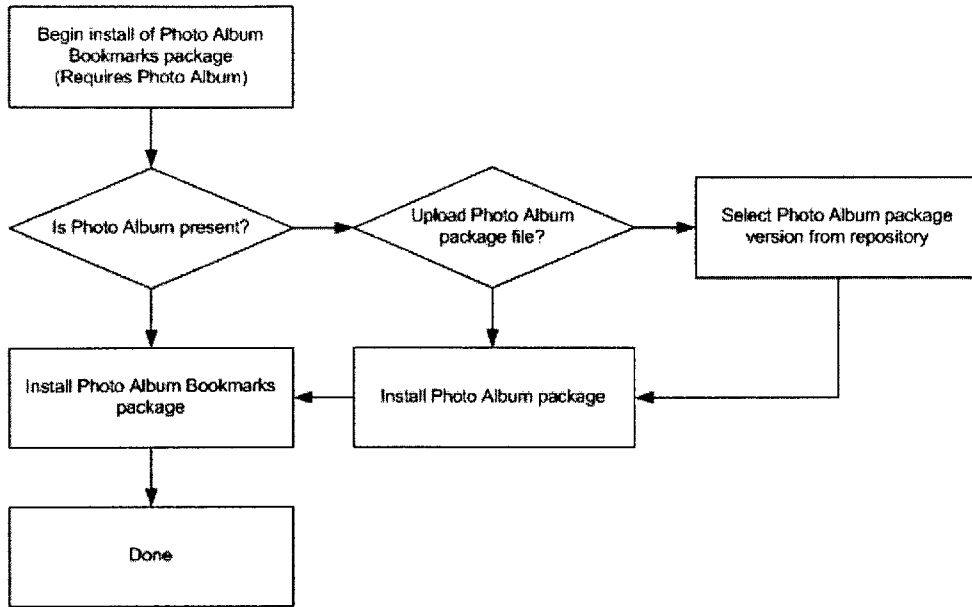 Begin install of Photo Album
Bookmarks package
(Requires Photo Album)
Is Photo Album present?
Upload Photo Album
package file?
Select Photo Album package
version from repository
Install Photo Album Bookmarks
package
Install Photo Album package
Done